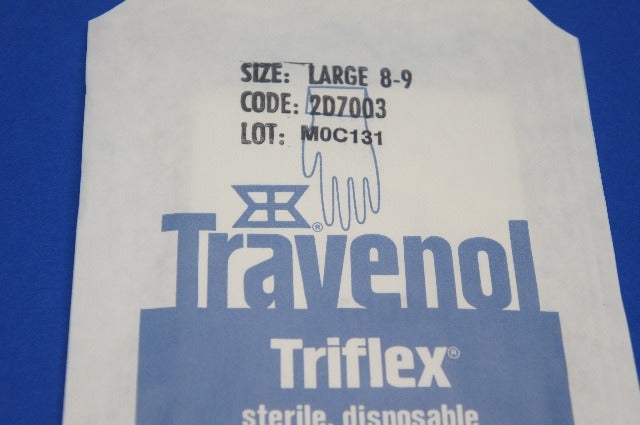 SIZE: LARGE 8-9
CODE: 2D7003
LOT: M0C131
Travenol®
Triflex®
sterile, disposable